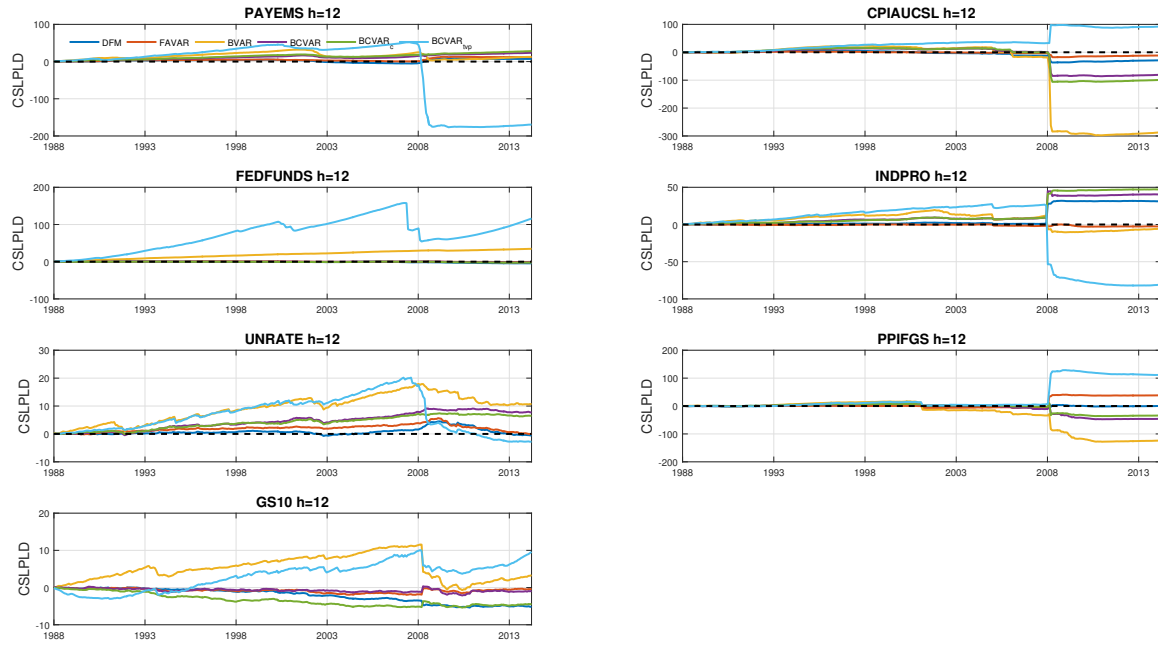 PAYEMS h=12
DFM FAVAR BVAR BCVAR BCVAR_c BCVAR_tvp
CSLPLD
100
0
-100
-200
1988 1993 1998 2003 2008 2013
CPIAUCSL h=12
CSLPLD
100
0
-100
-200
-300
1988 1993 1998 2003 2008 2013
FEDFUNDS h=12
CSLPLD
200
100
0
-100
1988 1993 1998 2003 2008 2013
INDPRO h=12
CSLPLD
50
0
-50
-100
1988 1993 1998 2003 2008 2013
UNRATE h=12
CSLPLD
30
20
10
0
-10
1988 1993 1998 2003 2008 2013
PPIFGS h=12
CSLPLD
200
100
0
-100
-200
1988 1993 1998 2003 2008 2013
GS10 h=12
CSLPLD
20
10
0
-10
1988 1993 1998 2003 2008 2013